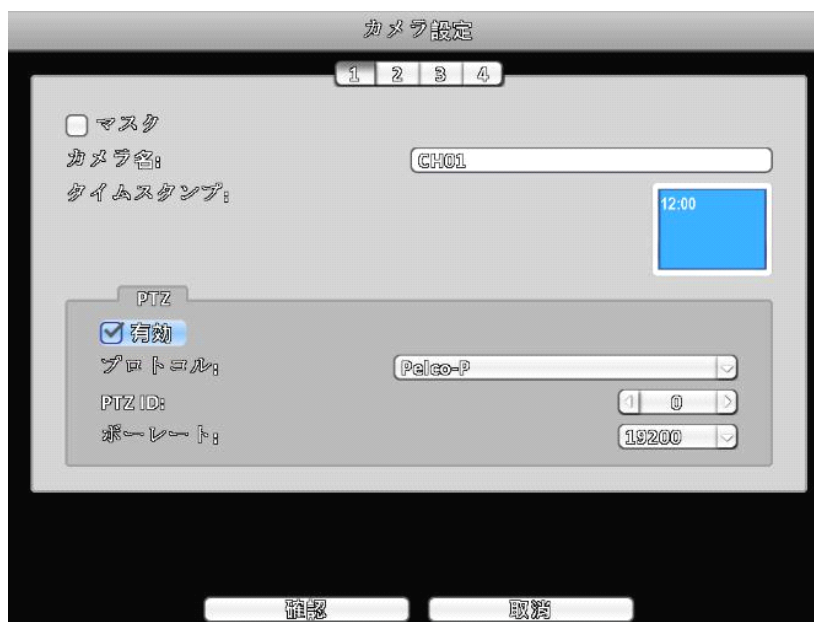 カメラ設定
1 2 3 4
マスク
カメラ名: CH01
タイムスタンプ:
12:00
PTZ
有効
プロトコル: Pelco-P
PTZ ID: 0
ボーレート: 19200
確認 取消